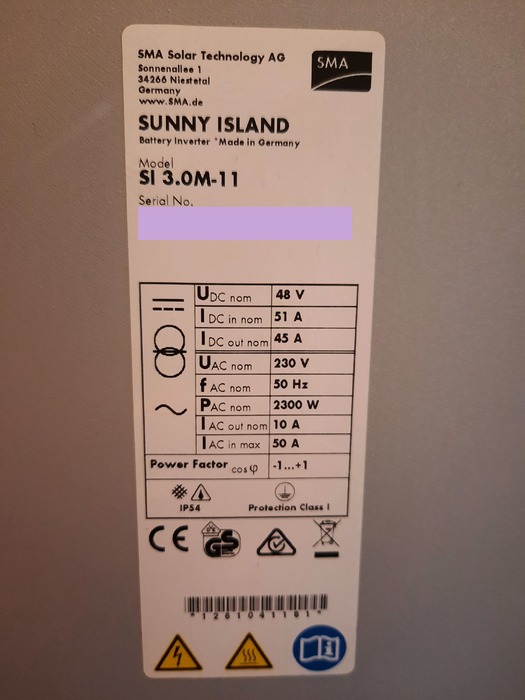 SMA Solar Technology AG
Sonnenallee 1
34266 Niestetal
Germany
www.SMA.de
SMA
SUNNY ISLAND
Battery Inverter *Made in Germany
Model
SI 3.0M-11
Serial No.
UDC nom 48 V
IDC in nom 51 A
IDC out nom 45 A
UAC nom 230 V
fAC nom 50 Hz
PAC nom 2300 W
IAC out nom 10 A
IAC in max 50 A
Power Factor cos φ -1...+1
IP54 Protection Class I
CE GS
*1261041181*